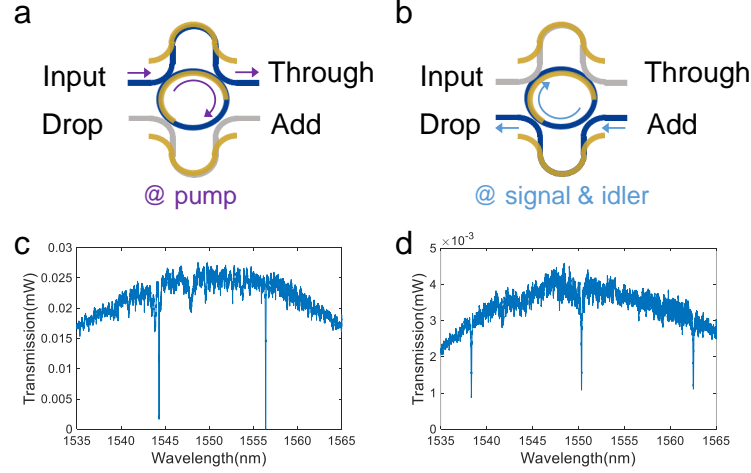 a
b
Input
Through
Drop
Add
@ pump
Input
Through
Drop
Add
@ signal & idler
c
0.03
0.025
0.02
0.015
0.01
0.005
0
Transmission(mW)
1535 1540 1545 1550 1555 1560 1565
Wavelength(nm)
d
×10⁻³
5
4
3
2
1
0
Transmission(mW)
1535 1540 1545 1550 1555 1560 1565
Wavelength(nm)